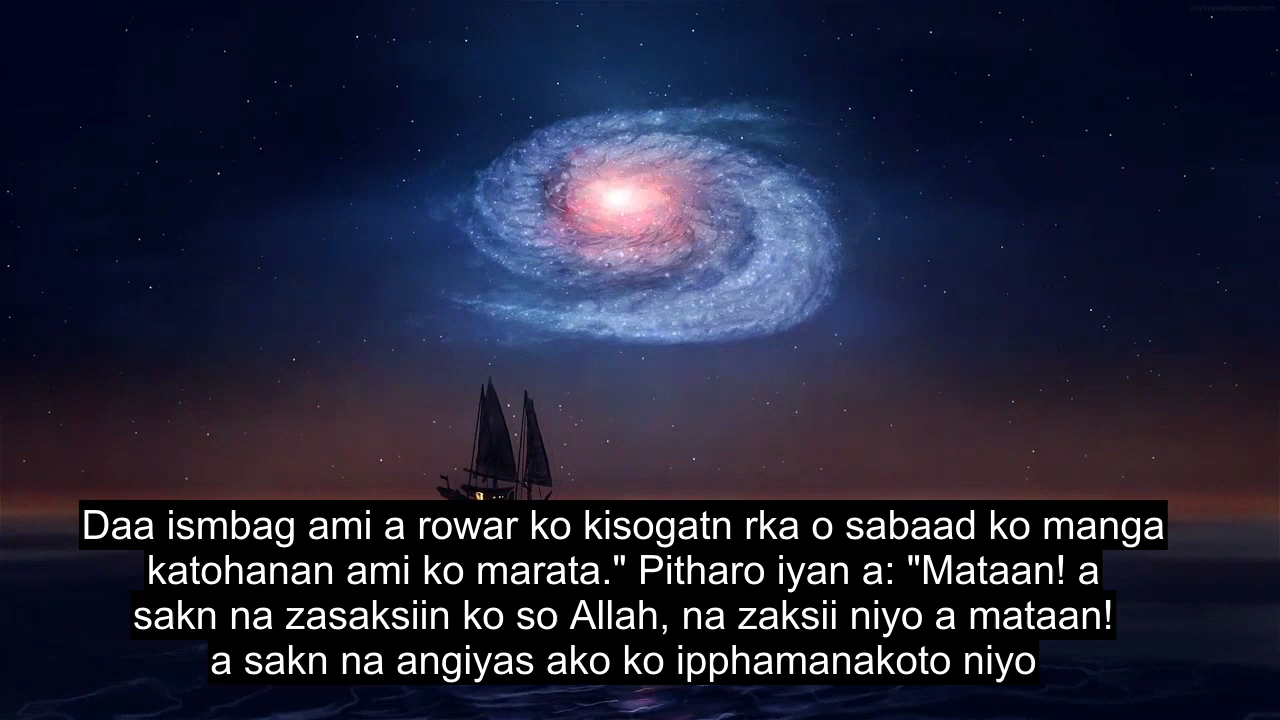 Daa ismbag ami a rowar ko kisogatn rka o sabaad ko manga
katohanan ami ko marata." Pitharo iyan a: "Mataan! a
sakn na zasaksiin ko so Allah, na zaksii niyo a mataan!
a sakn na angiyas ako ko ipphamanakoto niyo